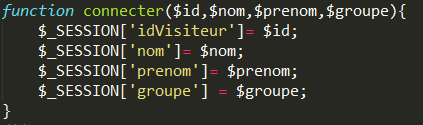 function connecter($id,$nom,$prenom,$groupe){
    $_SESSION['idVisiteur']= $id;
    $_SESSION['nom']= $nom;
    $_SESSION['prenom']= $prenom;
    $_SESSION['groupe'] = $groupe;
}